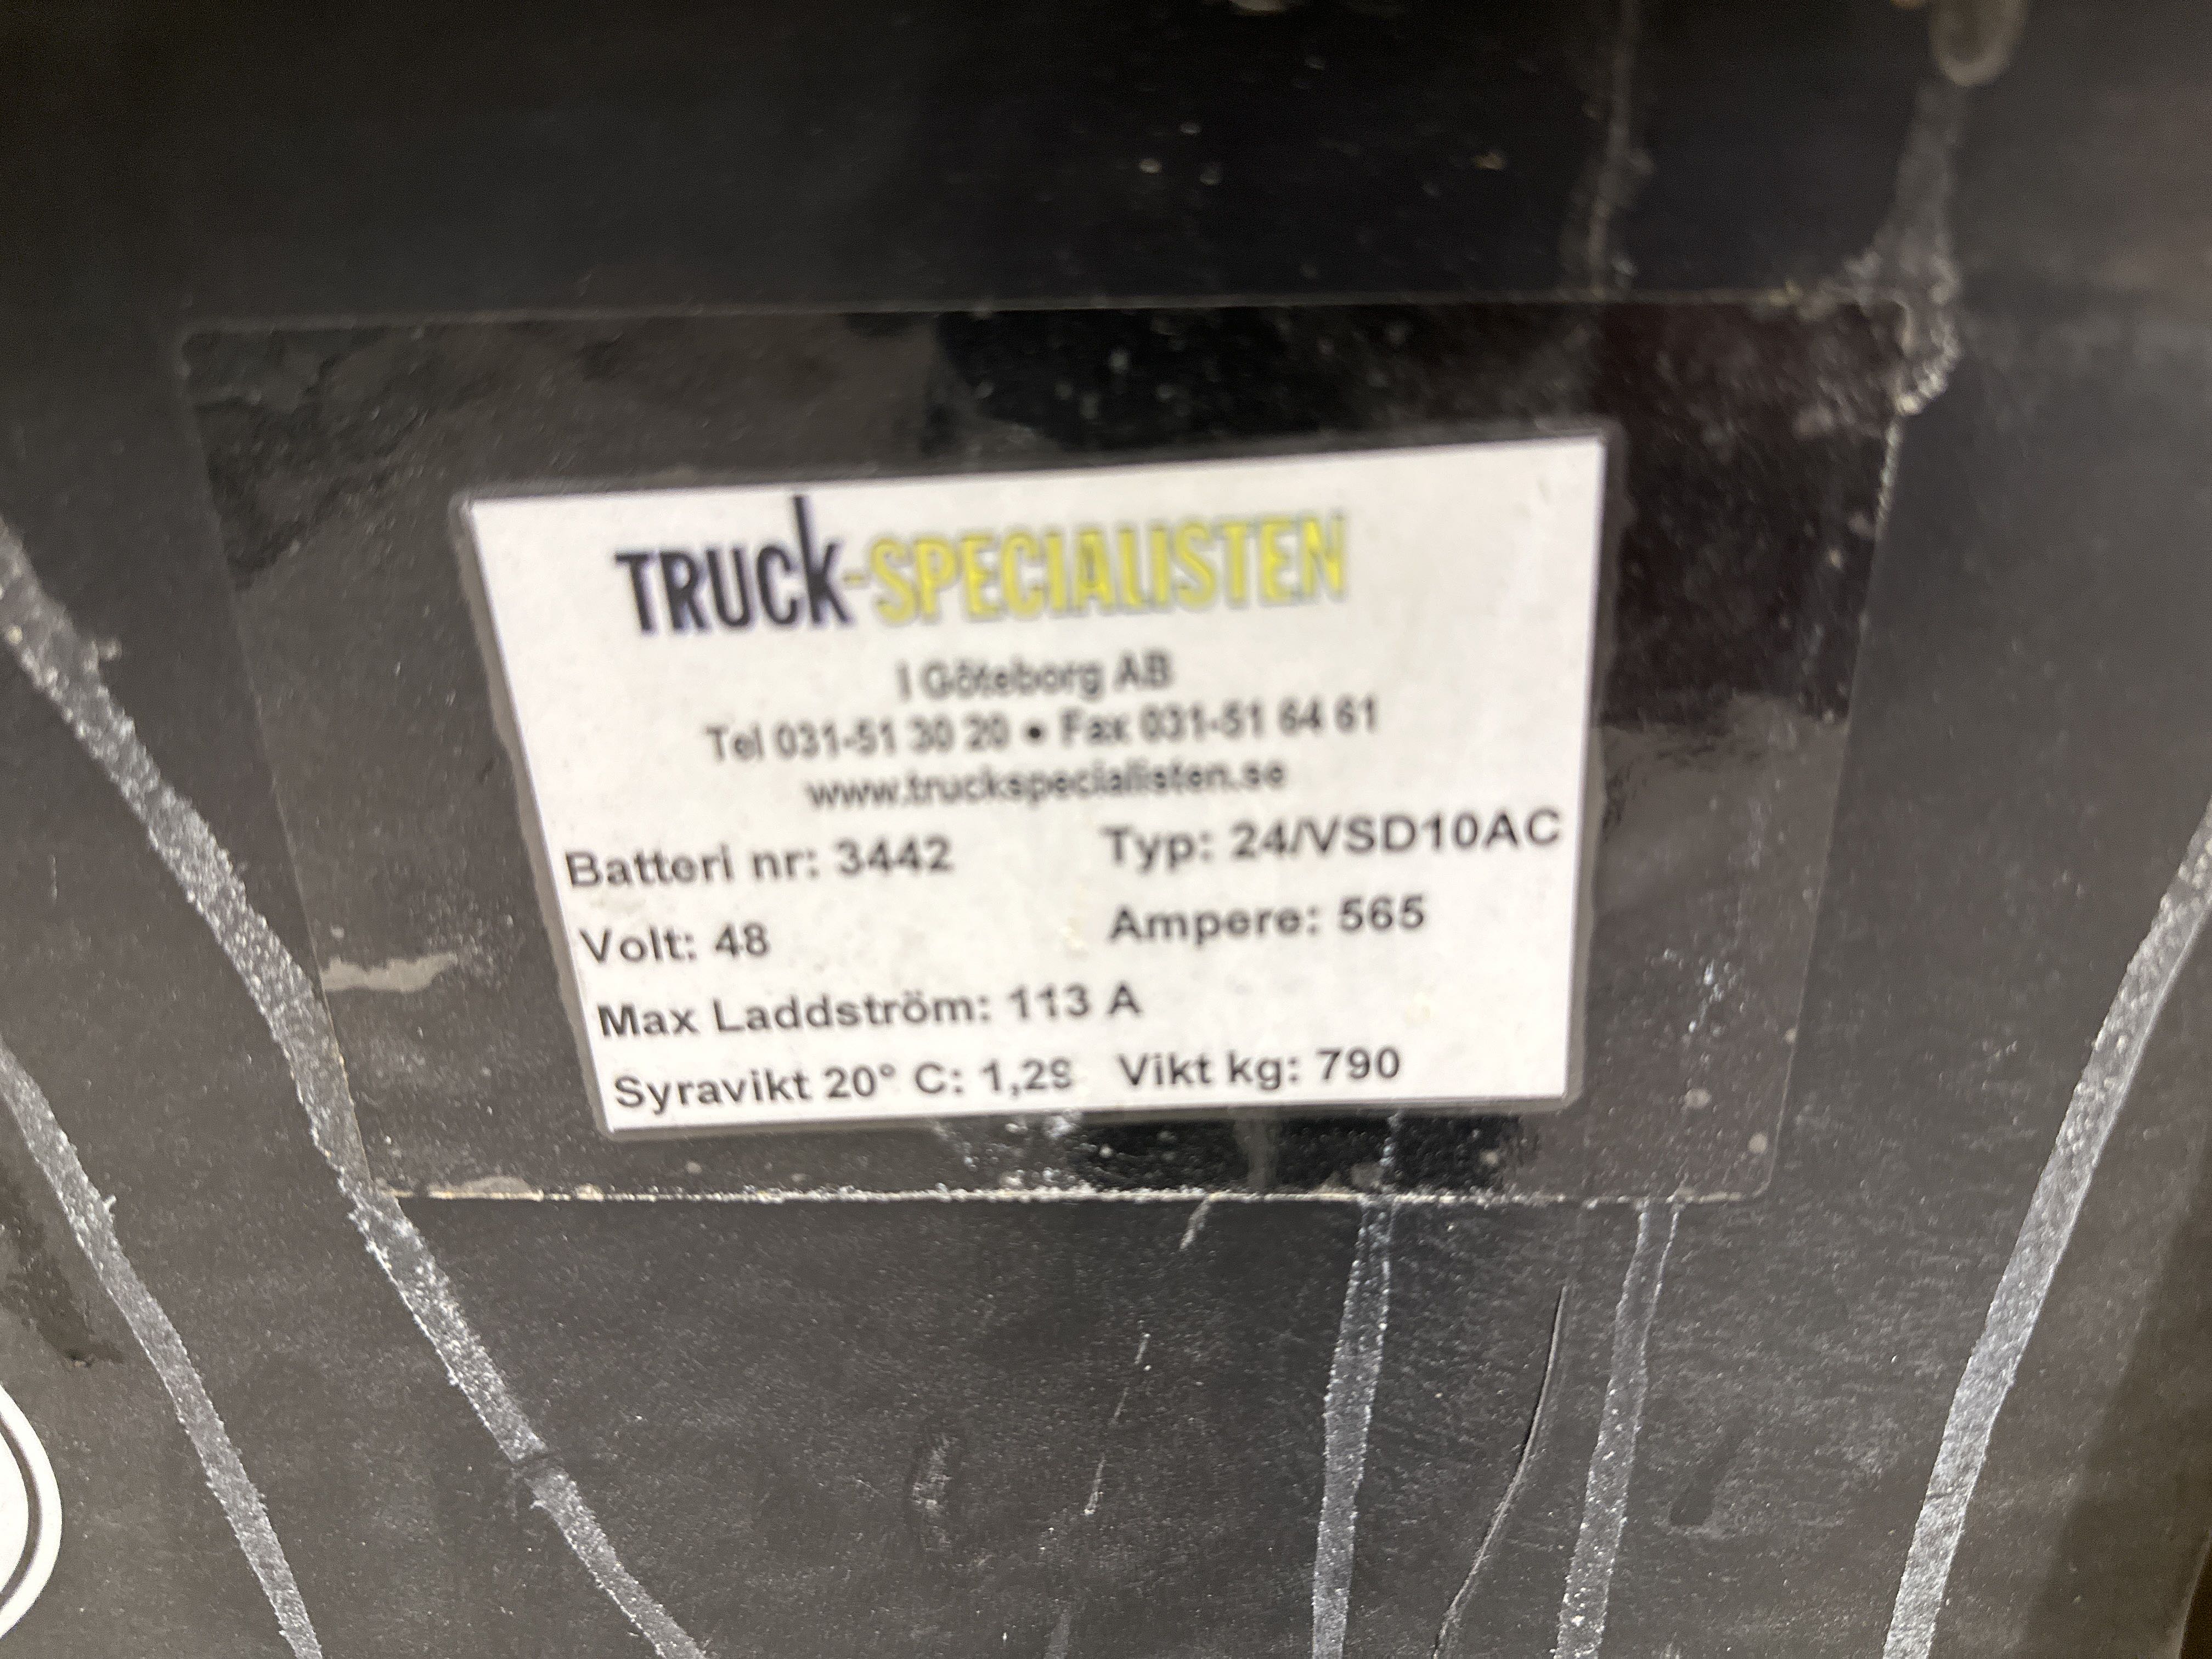 TRUCk-SPECIALISTEN
I Göteborg AB
Tel 031-51 30 20 • Fax 031-51 64 61
www.truckspecialisten.se
Batteri nr: 3442 Typ: 24/VSD10AC
Volt: 48 Ampere: 565
Max Laddström: 113 A
Syravikt 20° C: 1,29 Vikt kg: 790